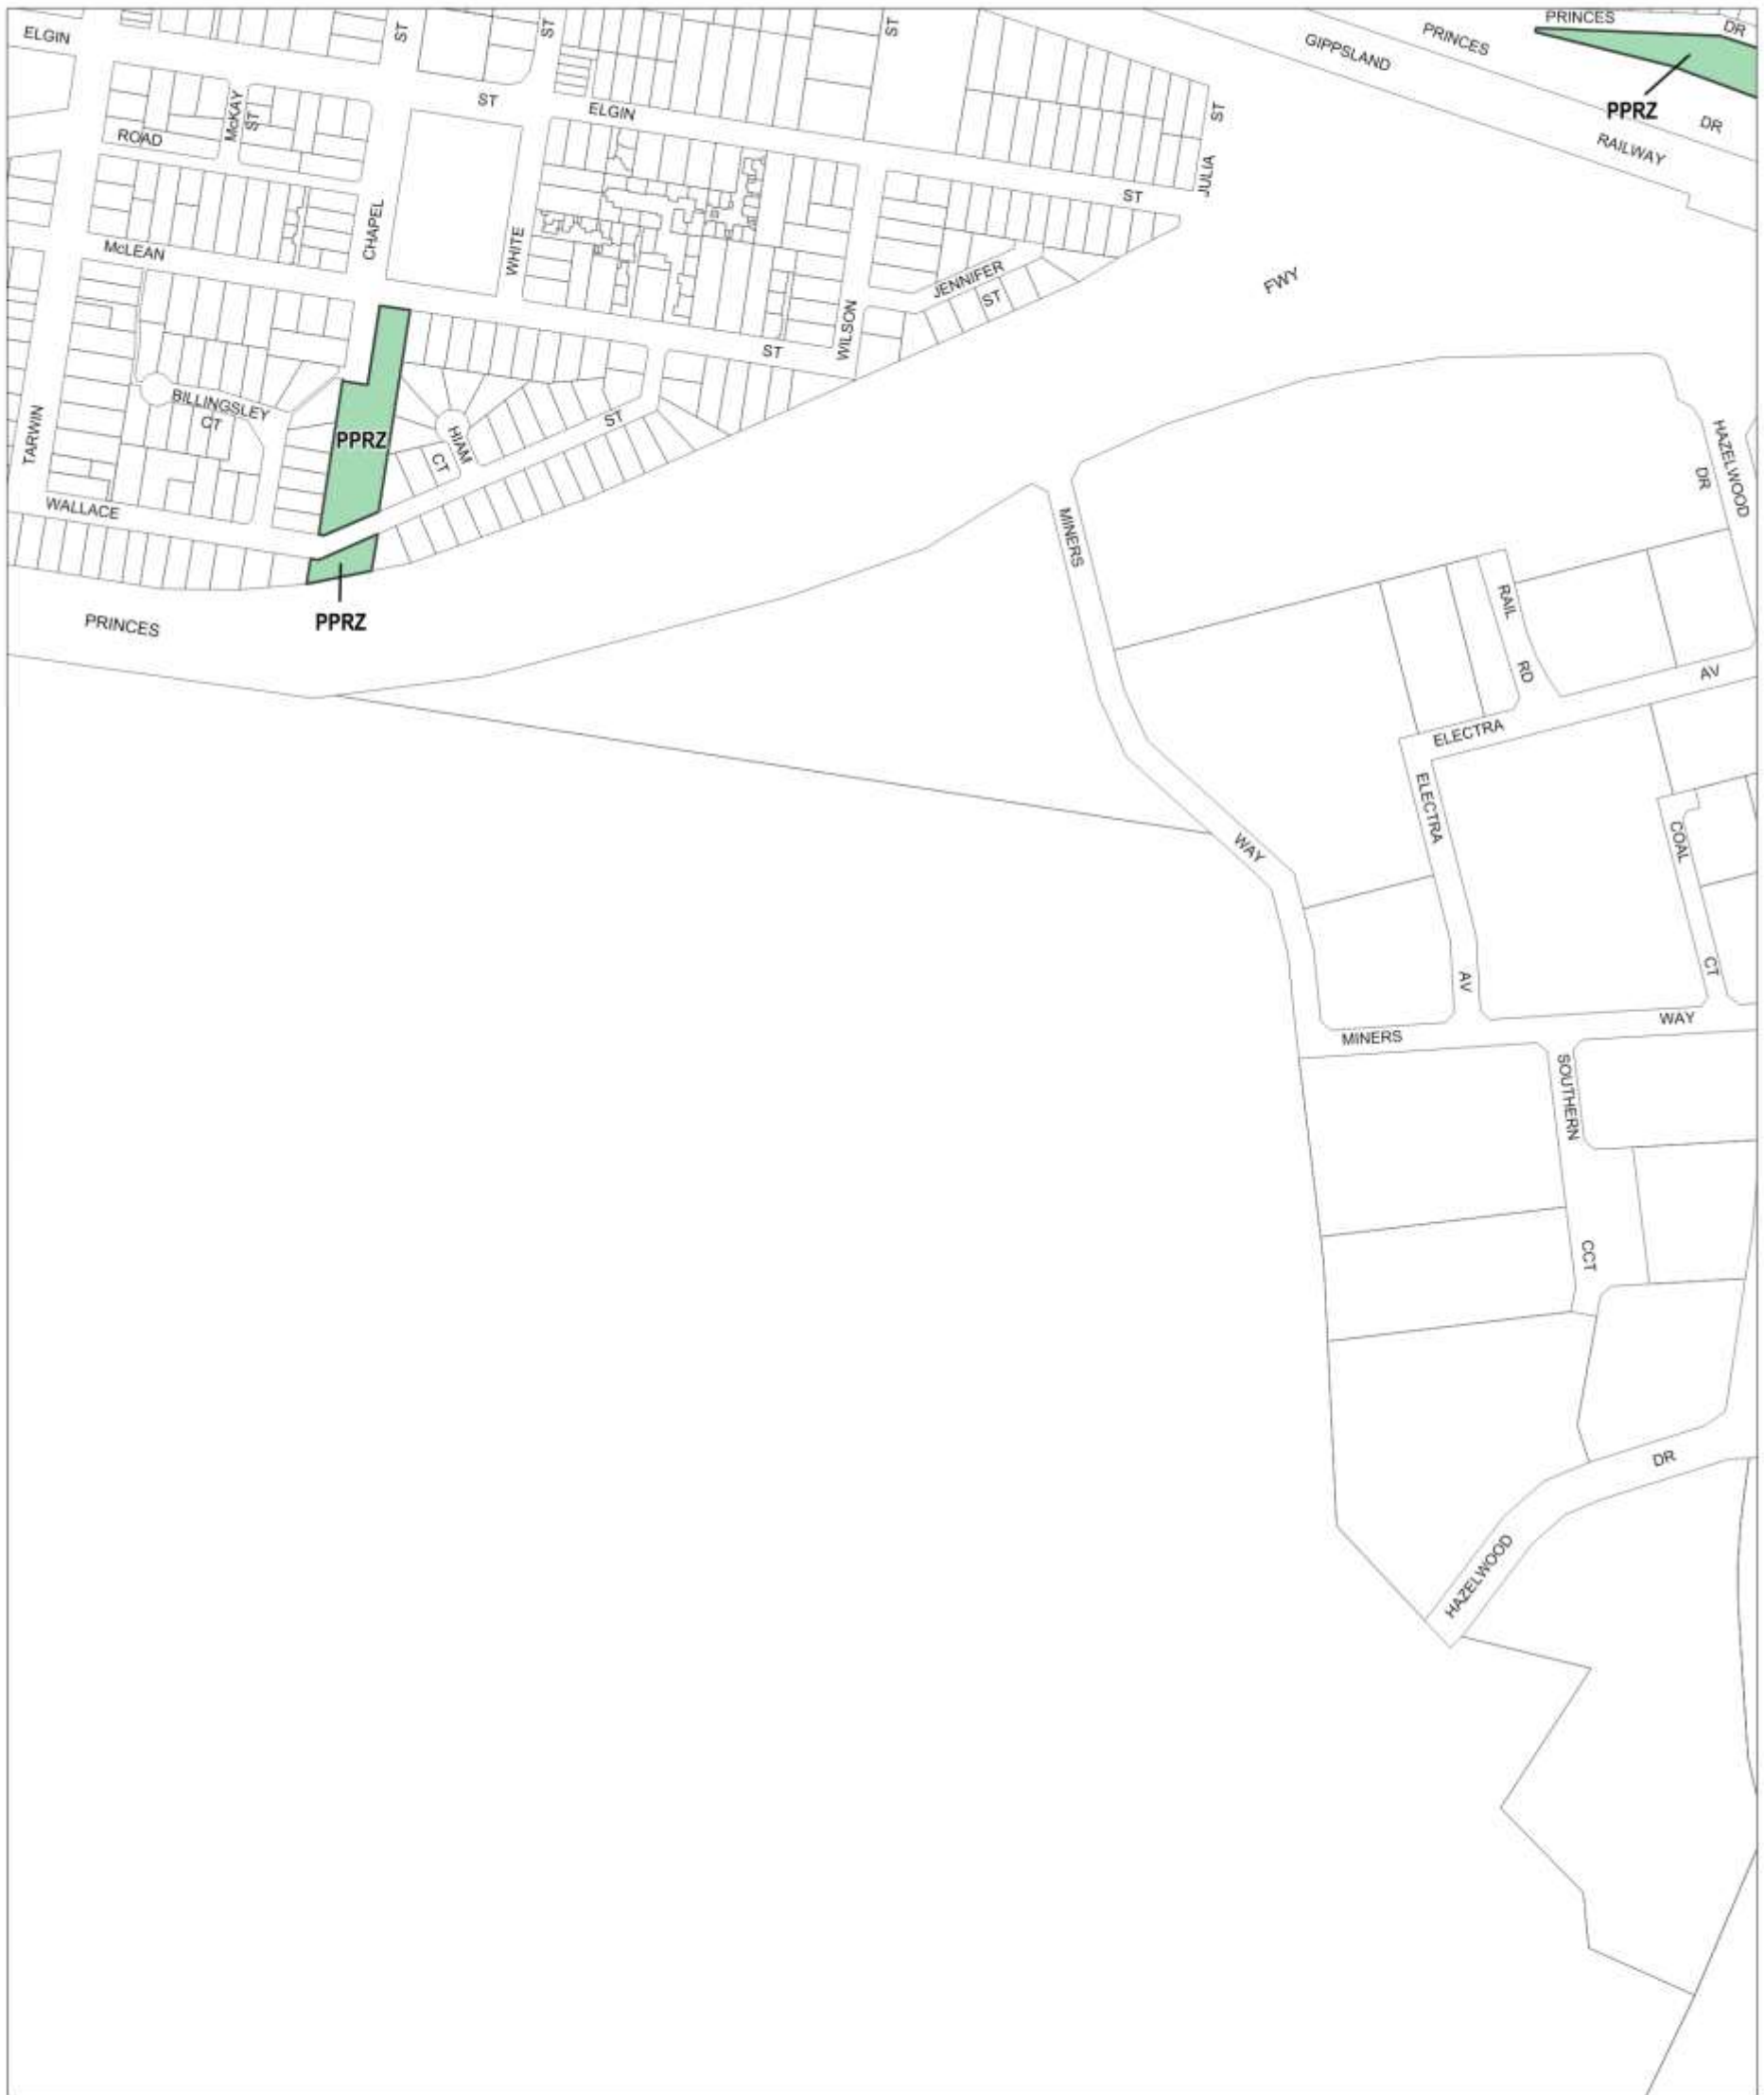 ELGIN
ST
ST
ST
PRINCES
DR
GIPPSLAND
PRINCES
PPRZ
DR
RAILWAY
McKAY
ST
ROAD
ST
ELGIN
ST
JULIA
ST
CHAPEL
McLEAN
WHITE
JENNIFER
ST
FWY
WILSON
ST
BILLINGSLEY
CT
TARWIN
PPRZ
HIAM
CT
ST
WALLACE
PRINCES
PPRZ
HAZELWOOD
DR
MINERS
RAIL
RD
AV
ELECTRA
ELECTRA
COAL
WAY
CT
AV
WAY
MINERS
SOUTHERN
CCT
DR
HAZELWOOD